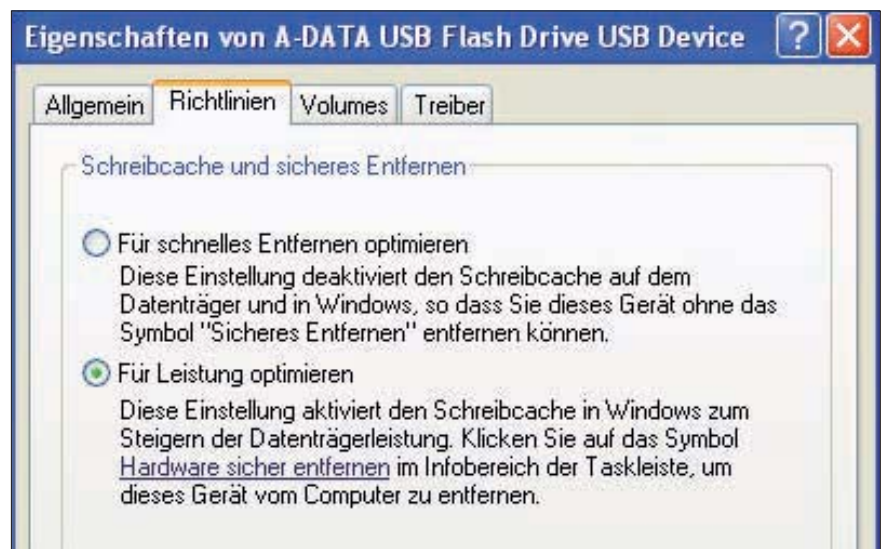 Eigenschaften von A-DATA USB Flash Drive USB Device
Allgemein Richtlinien Volumes Treiber
Schreibcache und sicheres Entfernen
Für schnelles Entfernen optimieren
Diese Einstellung deaktiviert den Schreibcache auf dem
Datenträger und in Windows, so dass Sie dieses Gerät ohne das
Symbol "Sicheres Entfernen" entfernen können.
Für Leistung optimieren
Diese Einstellung aktiviert den Schreibcache in Windows zum
Steigern der Datenträgerleistung. Klicken Sie auf das Symbol
Hardware sicher entfernen im Infobereich der Taskleiste, um
dieses Gerät vom Computer zu entfernen.